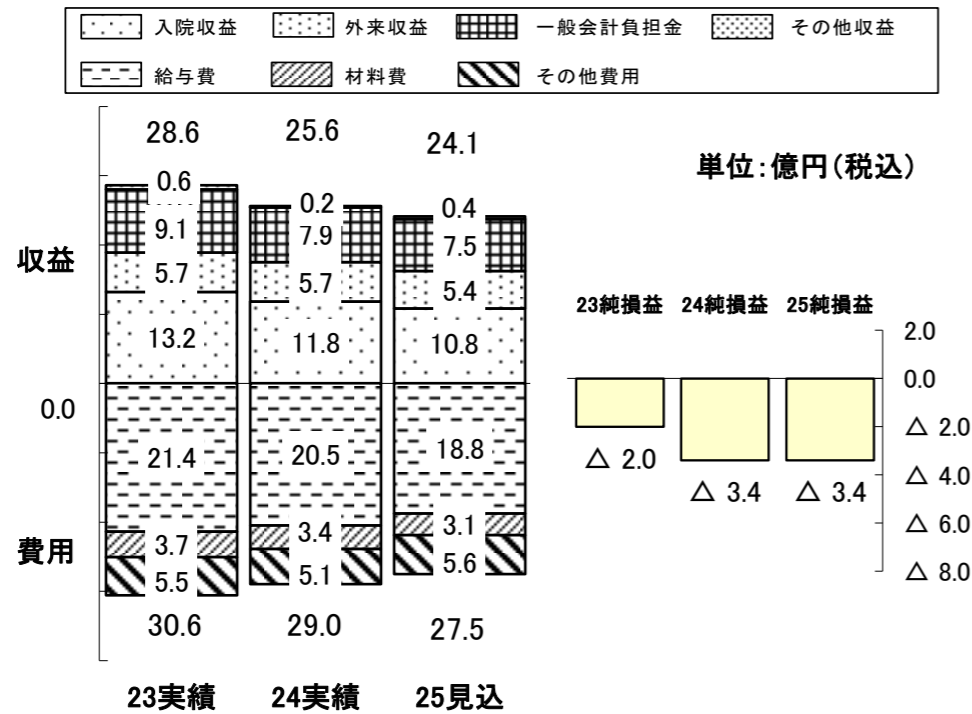 入院収益 外来収益 一般会計負担金 その他収益
給与費 材料費 その他費用
単位:億円(税込)
収益
0.0
費用
28.6 25.6 24.1
0.6 0.2 0.4
9.1 7.9 7.5
5.7 5.7 5.4
13.2 11.8 10.8
21.4 20.5 18.8
3.7 3.4 3.1
5.5 5.1 5.6
30.6 29.0 27.5
23実績 24実績 25見込
23純損益 24純損益 25純損益
2.0
0.0
△ 2.0
△ 4.0
△ 6.0
△ 8.0
△ 2.0
△ 3.4 △ 3.4